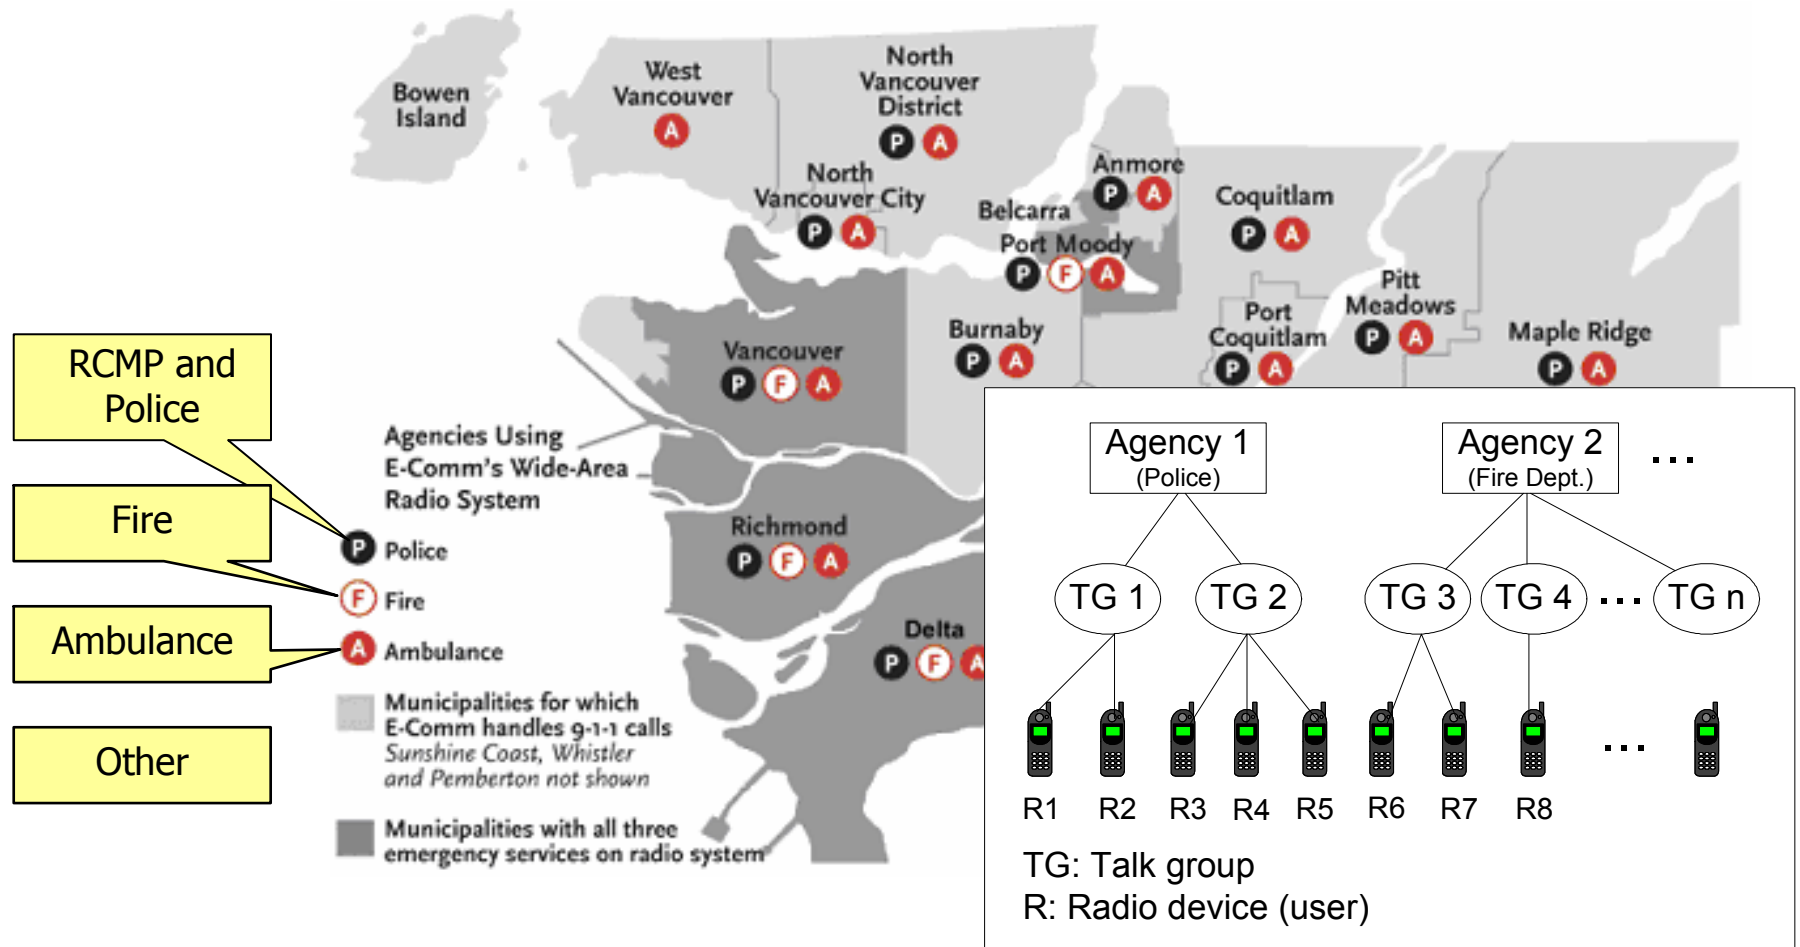 Bowen
Island
West
Vancouver
A
North
Vancouver
District
P A
North
Vancouver City
P A
Anmore
P A
Belcarra
Port Moody
P F A
Coquitlam
P A
Pitt
Meadows
P A
Port
Coquitlam
P A
Maple Ridge
P A
Burnaby
P A
Vancouver
P F A
Richmond
P F A
Delta
P F A
RCMP and
Police
Fire
Ambulance
Other
Agencies Using
E-Comm's Wide-Area
Radio System
P Police
F Fire
A Ambulance
Municipalities for which
E-Comm handles 9-1-1 calls
Sunshine Coast, Whistler
and Pemberton not shown
Municipalities with all three
emergency services on radio system
Agency 1
(Police)
Agency 2
(Fire Dept.)
...
TG 1 TG 2 TG 3 TG 4 ... TG n
...
R1 R2 R3 R4 R5 R6 R7 R8
TG: Talk group
R: Radio device (user)